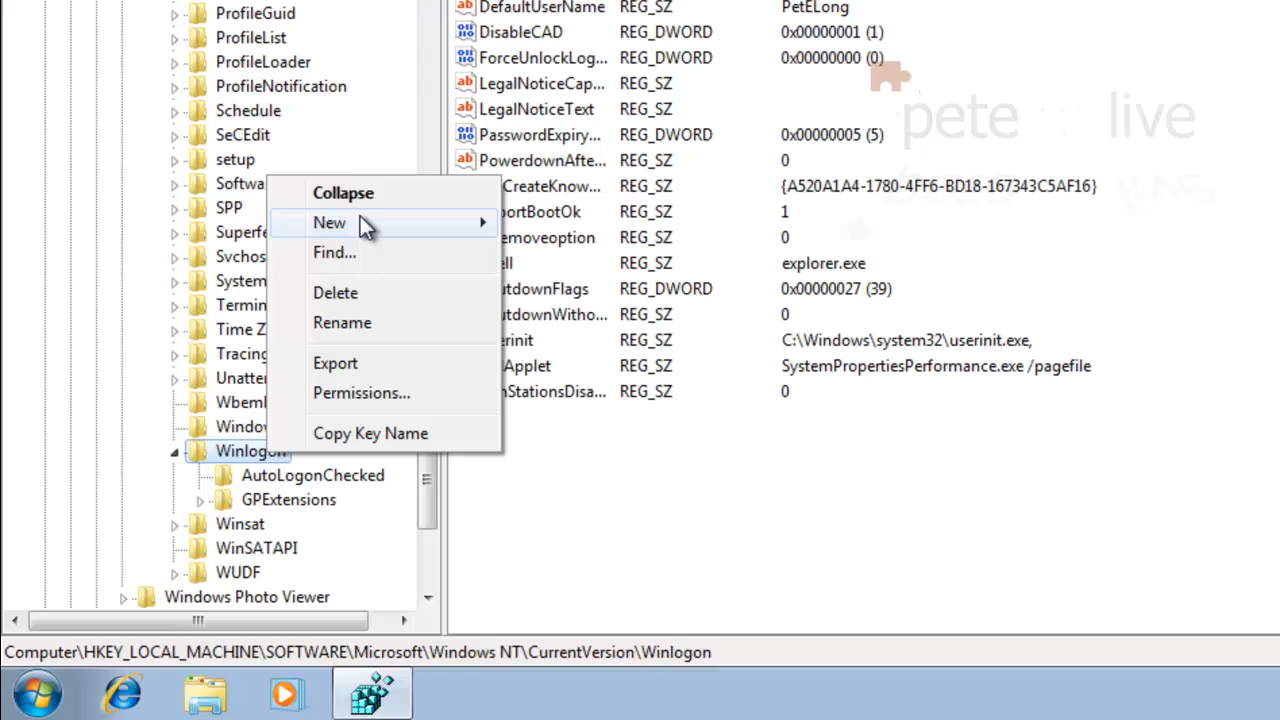 ProfileGuid
ProfileList
ProfileLoader
ProfileNotification
Schedule
SeCEdit
setup
Softwa
SPP
Superfe
Svchos
System
Termin
Time Z
Tracing
Unatter
Wbeml
Windo
Winlogon
AutoLogonChecked
GPExtensions
Winsat
WinSATAPI
WUDF
Windows Photo Viewer
Collapse
New
Find...
Delete
Rename
Export
Permissions...
Copy Key Name
DefaultUserName REG_SZ PetELong
DisableCAD REG_DWORD 0x00000001 (1)
ForceUnlockLog... REG_DWORD 0x00000000 (0)
LegalNoticeCap... REG_SZ
LegalNoticeText REG_SZ
PasswordExpiry... REG_DWORD 0x00000005 (5)
PowerdownAfte... REG_SZ 0
CreateKnow... REG_SZ {A520A1A4-1780-4FF6-BD18-167343C5AF16}
ortBootOk REG_SZ 1
emoveoption REG_SZ 0
ell REG_SZ explorer.exe
utdownFlags REG_DWORD 0x00000027 (39)
utdownWitho... REG_SZ 0
erinit REG_SZ C:\Windows\system32\userinit.exe,
Applet REG_SZ SystemPropertiesPerformance.exe /pagefile
nStationsDisa... REG_SZ 0
pete live
Computer\HKEY_LOCAL_MACHINE\SOFTWARE\Microsoft\Windows NT\CurrentVersion\Winlogon